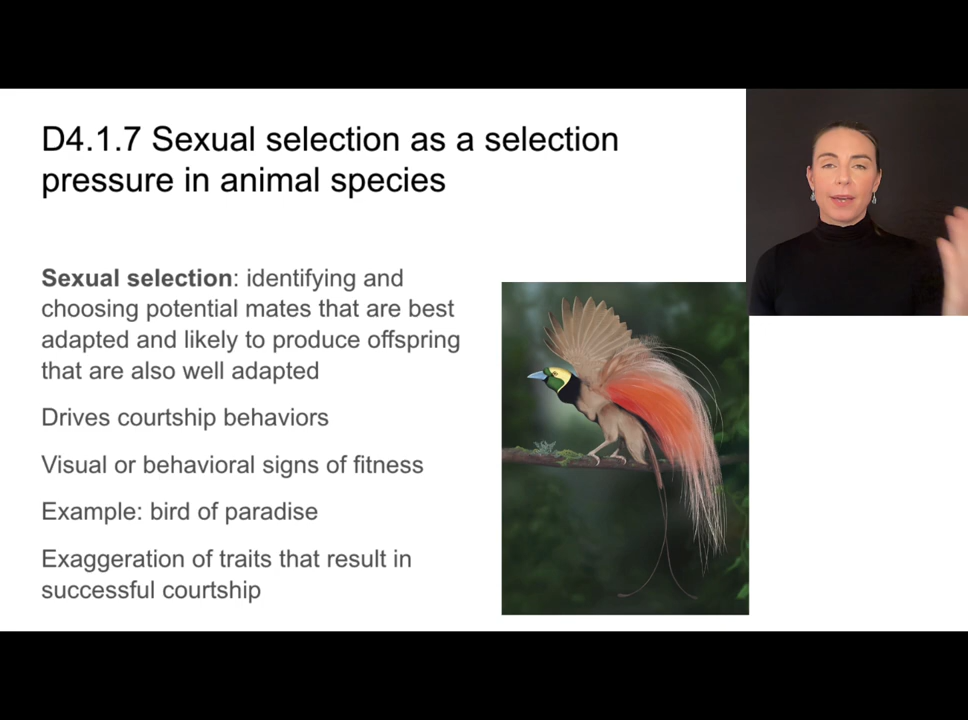 D4.1.7 Sexual selection as a selection
pressure in animal species
Sexual selection: identifying and
choosing potential mates that are best
adapted and likely to produce offspring
that are also well adapted
Drives courtship behaviors
Visual or behavioral signs of fitness
Example: bird of paradise
Exaggeration of traits that result in
successful courtship